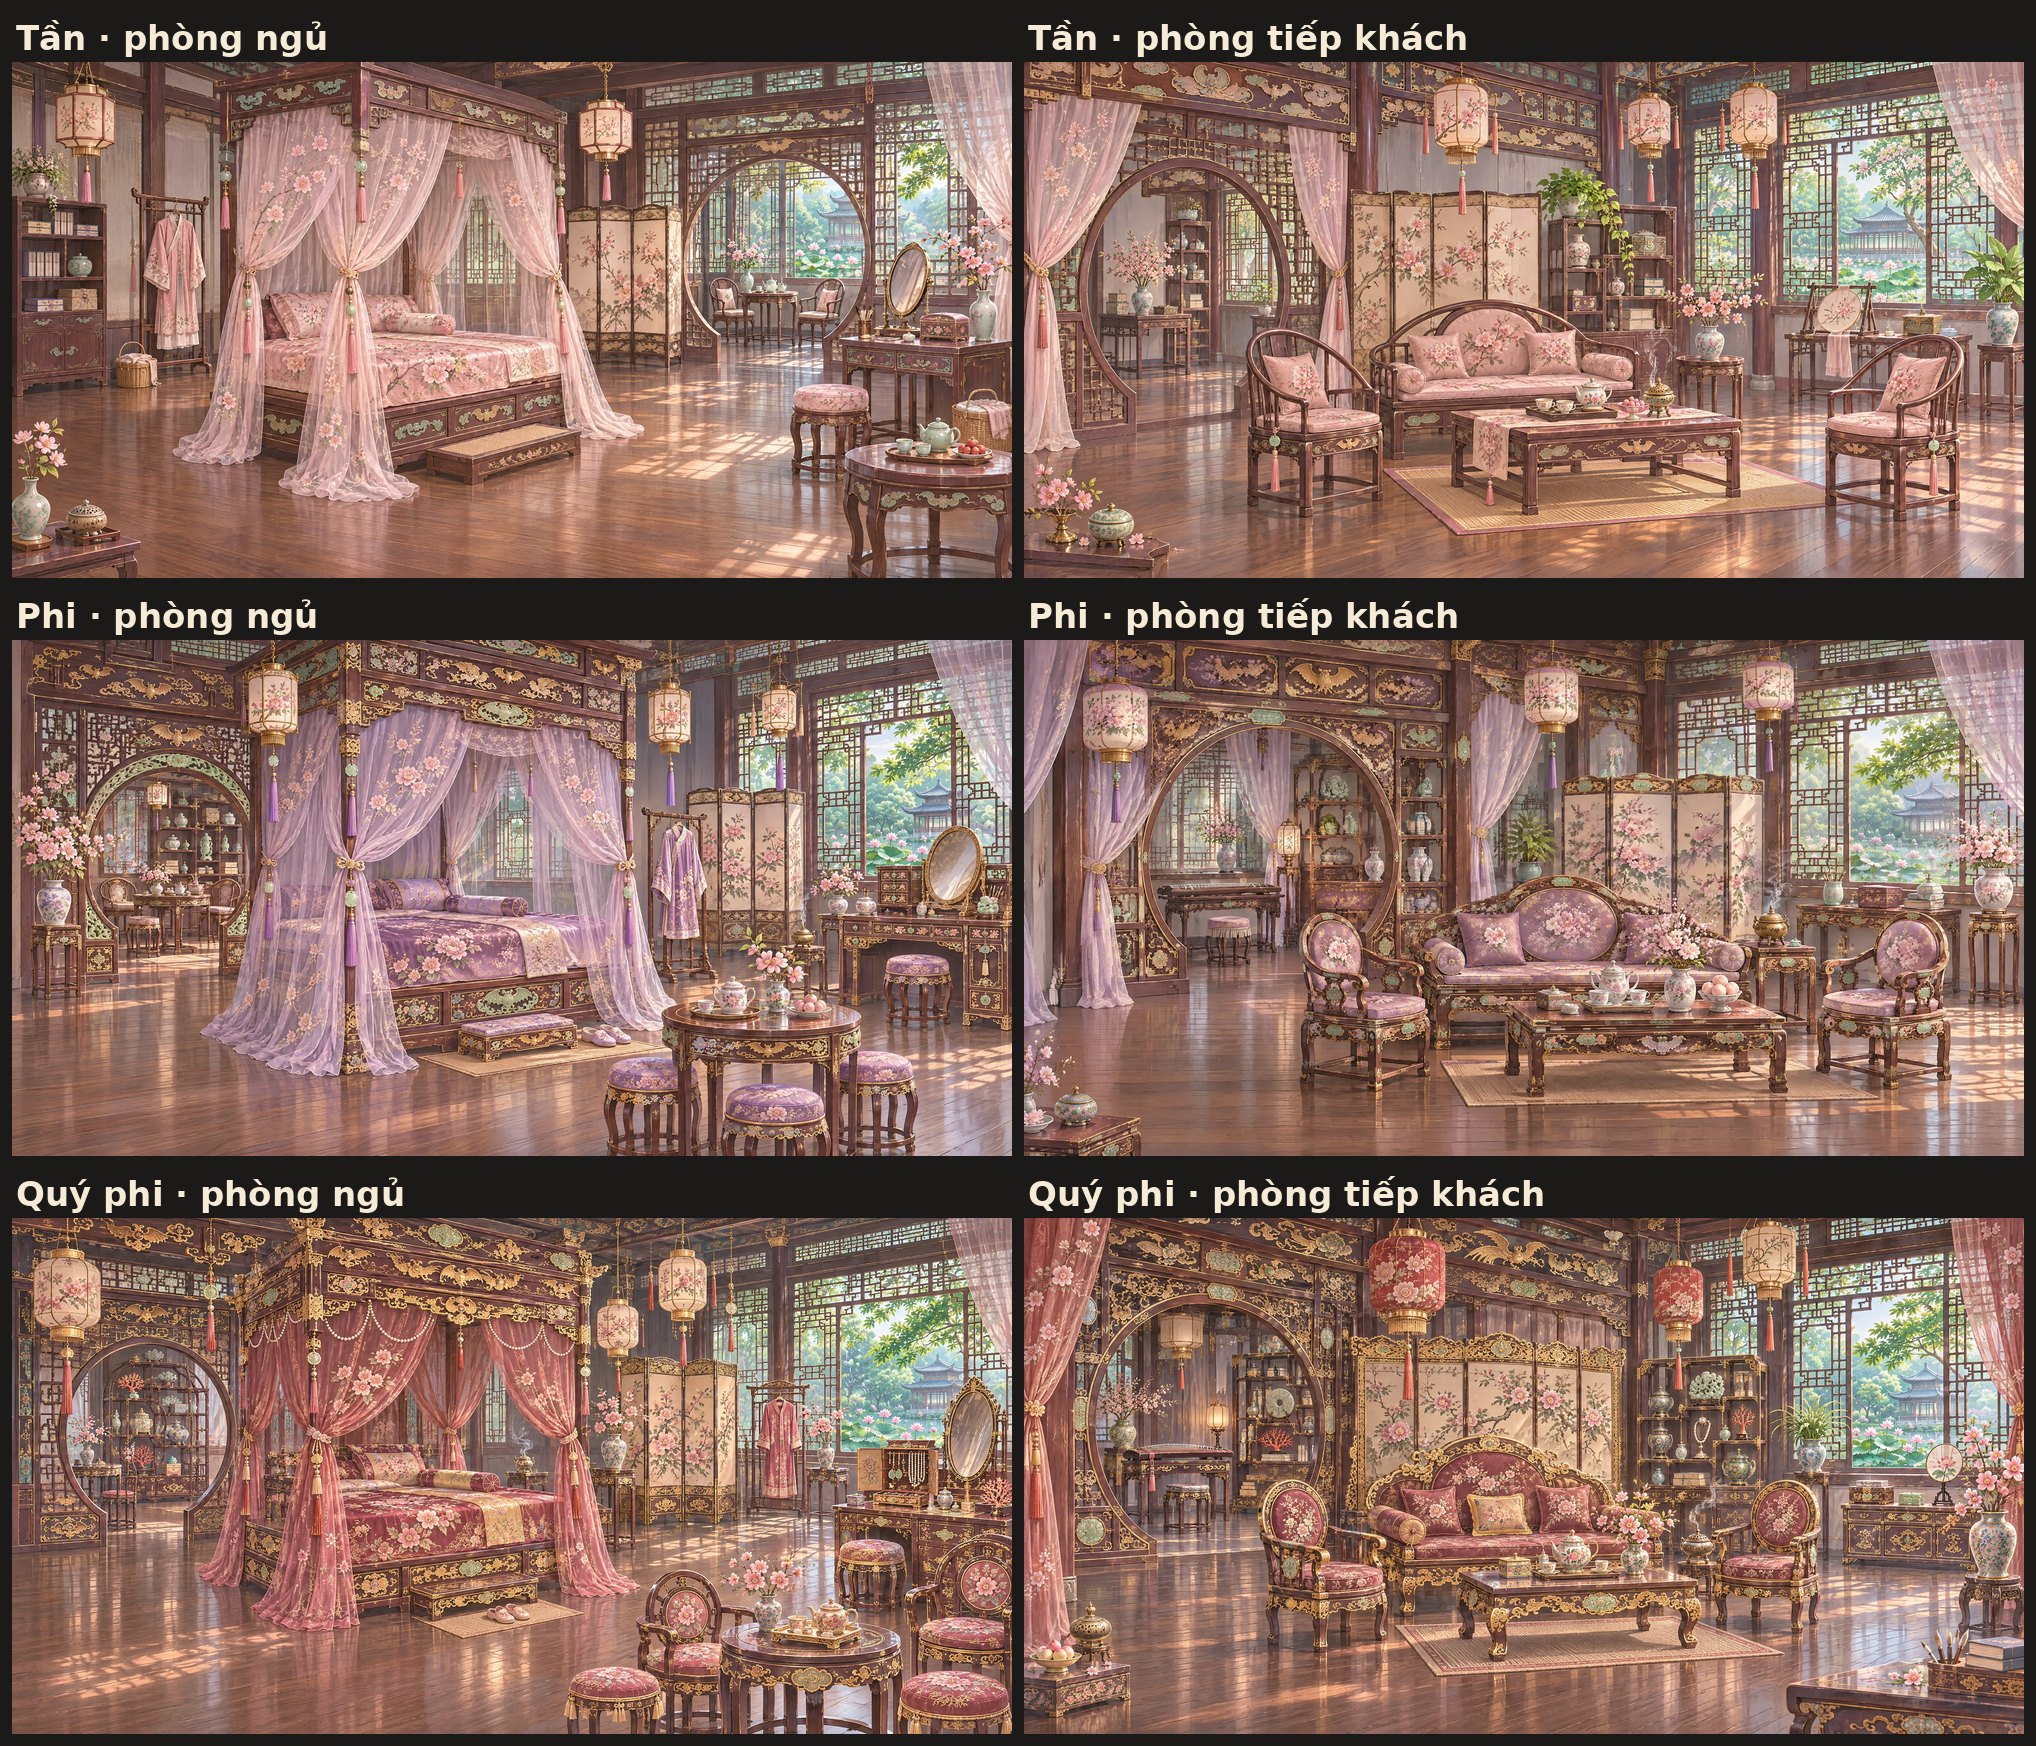 Tần · phòng ngủ
Tần · phòng tiếp khách
Phi · phòng ngủ
Phi · phòng tiếp khách
Quý phi · phòng ngủ
Quý phi · phòng tiếp khách